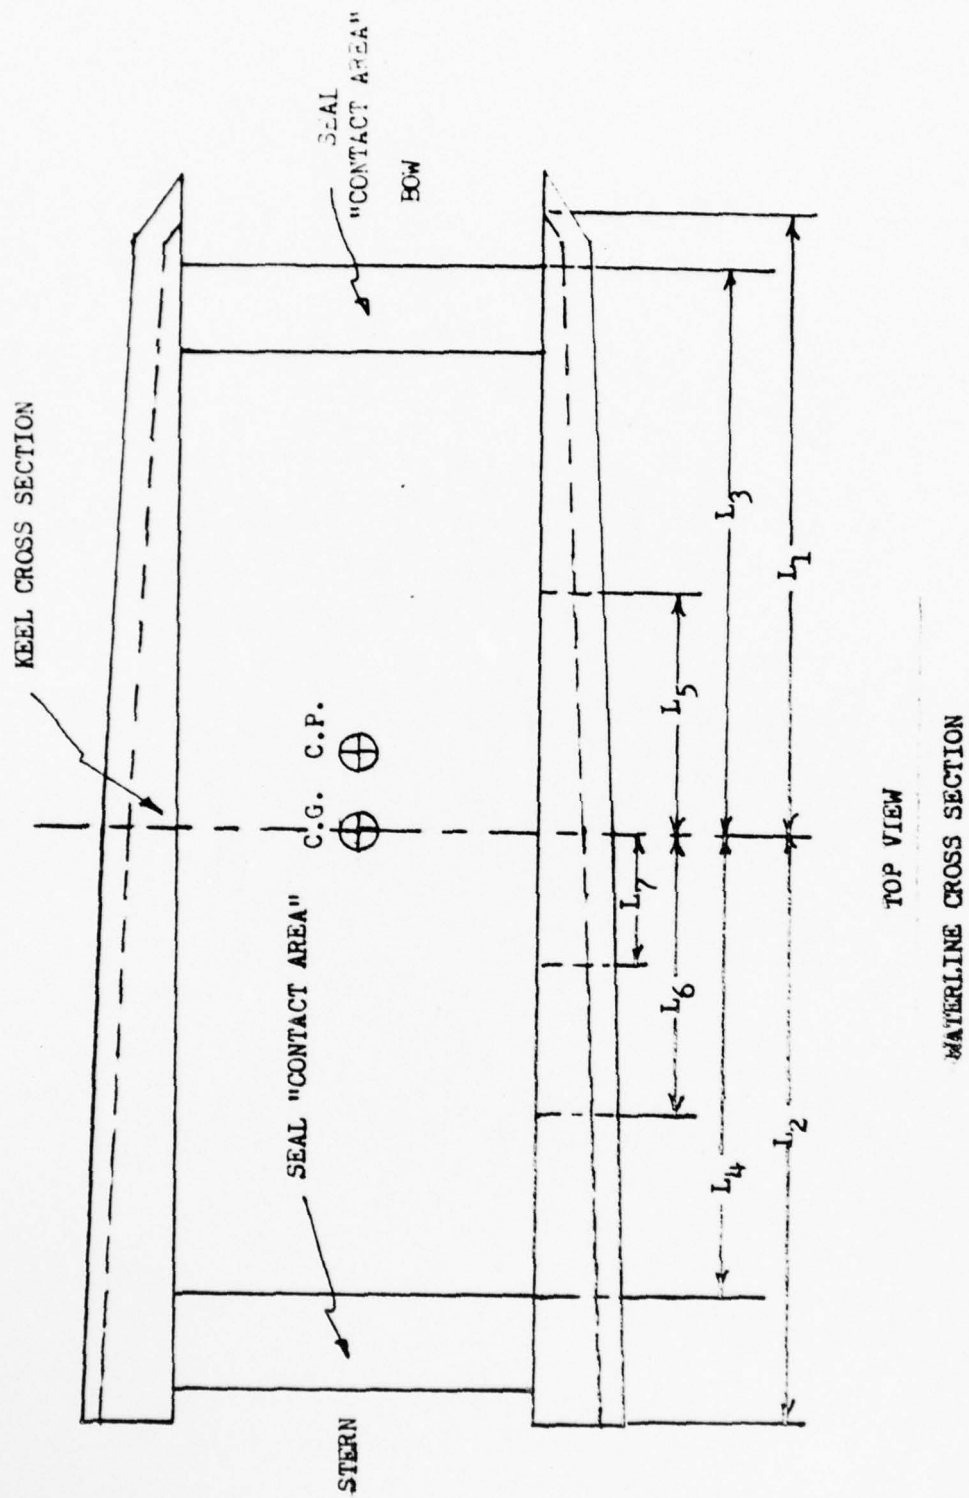 KEEL CROSS SECTION
SEAL
"CONTACT AREA"
BOW
C.G. C.P.
SEAL "CONTACT AREA"
STERN
L7
L5
L6
L3
L4
L1
L2
TOP VIEW
WATERLINE CROSS SECTION